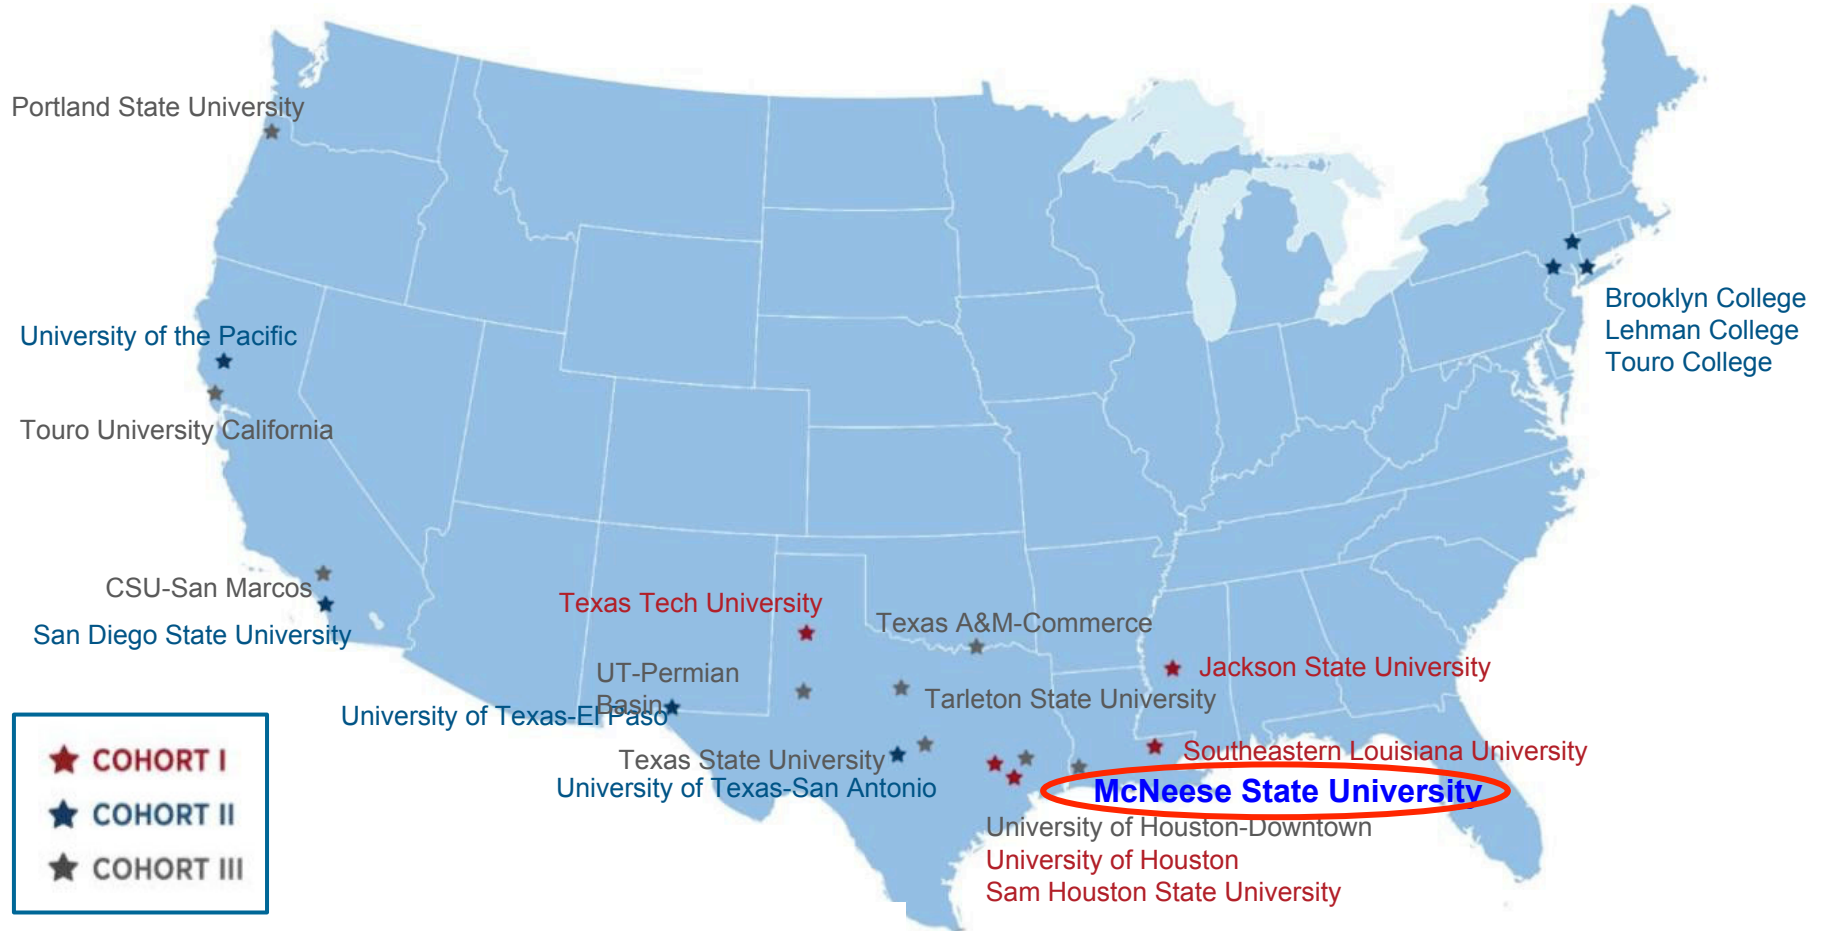 Portland State University
University of the Pacific
Touro University California
CSU-San Marcos
San Diego State University
Brooklyn College
Lehman College
Touro College
Texas Tech University
Texas A&M-Commerce
UT-Permian
Basin
University of Texas-El Paso
Tarleton State University
Jackson State University
Texas State University
University of Texas-San Antonio
Southeastern Louisiana University
McNeese State University
University of Houston-Downtown
University of Houston
Sam Houston State University
COHORT I
COHORT II
COHORT III